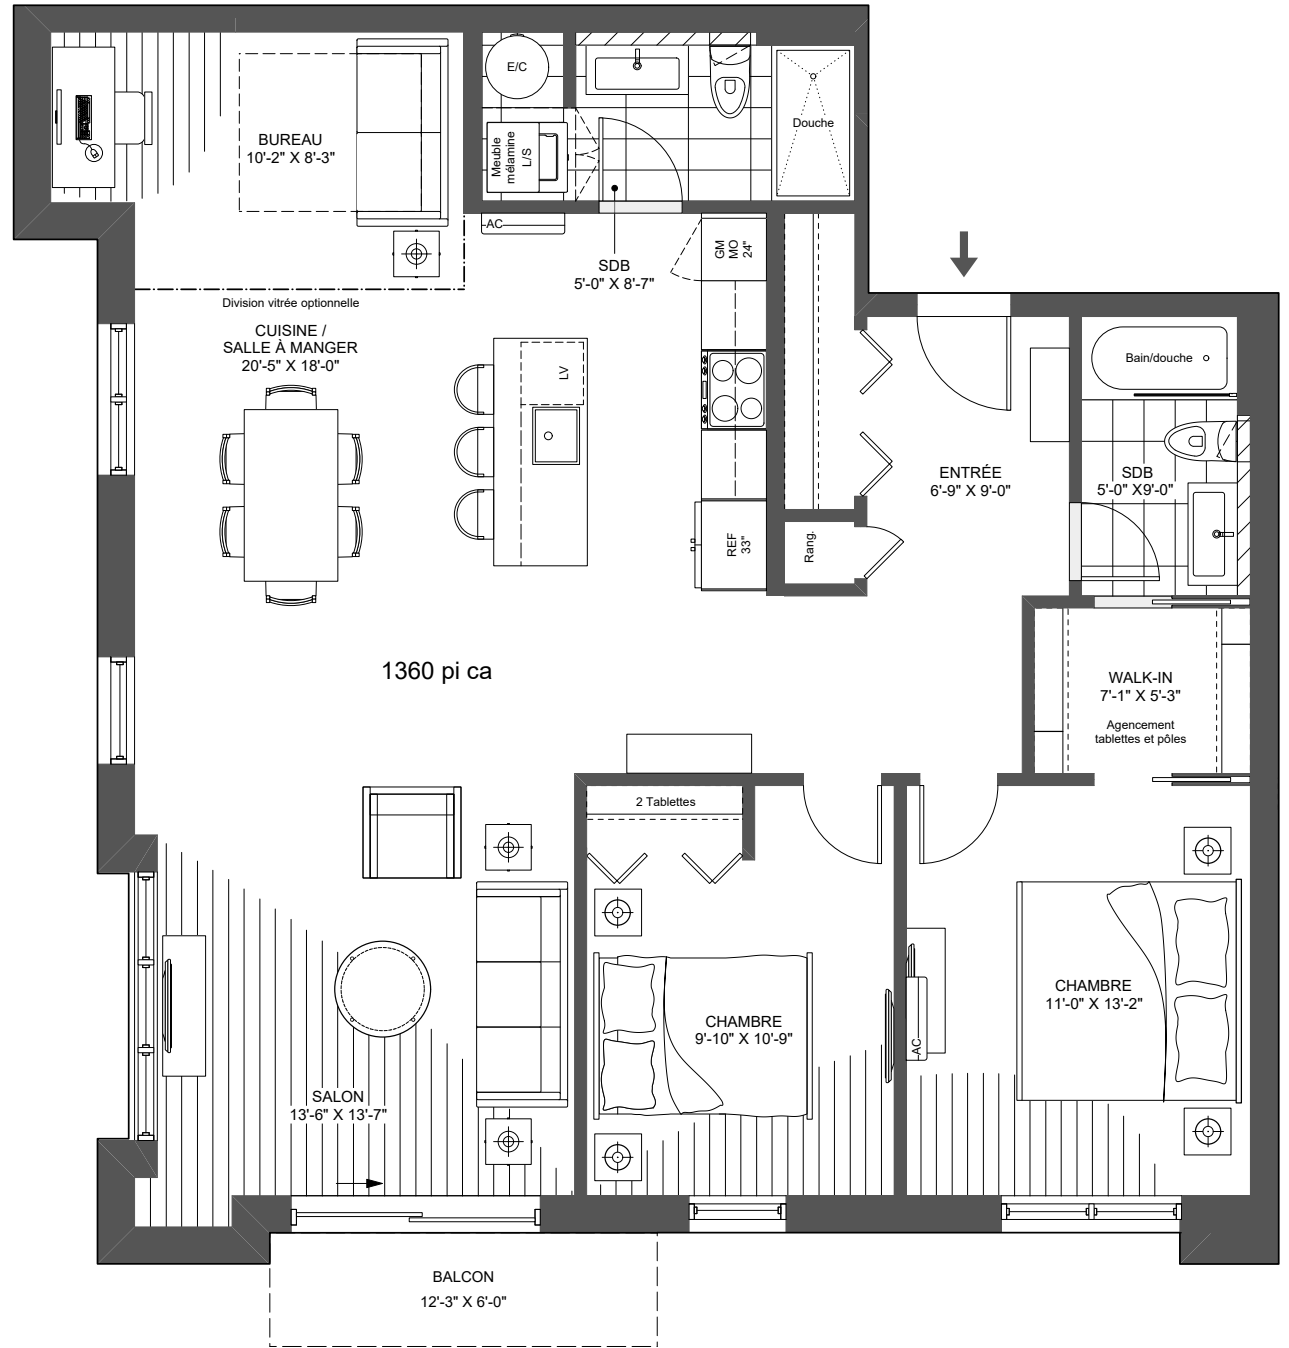 E/C
Meuble
mélamine
L/S
Douche
BUREAU
10'-2" X 8'-3"
AC
SDB
5'-0" X 8'-7"
GM
MO
24"
Division vitrée optionnelle
CUISINE /
SALLE À MANGER
20'-5" X 18'-0"
LV
Bain/douche
ENTRÉE
6'-9" X 9'-0"
SDB
5'-0" X9'-0"
REF
33"
Rang.
1360 pi ca
WALK-IN
7'-1" X 5'-3"
Agencement
tablettes et pôles
2 Tablettes
CHAMBRE
9'-10" X 10'-9"
CHAMBRE
11'-0" X 13'-2"
AC
SALON
13'-6" X 13'-7"
BALCON
12'-3" X 6'-0"